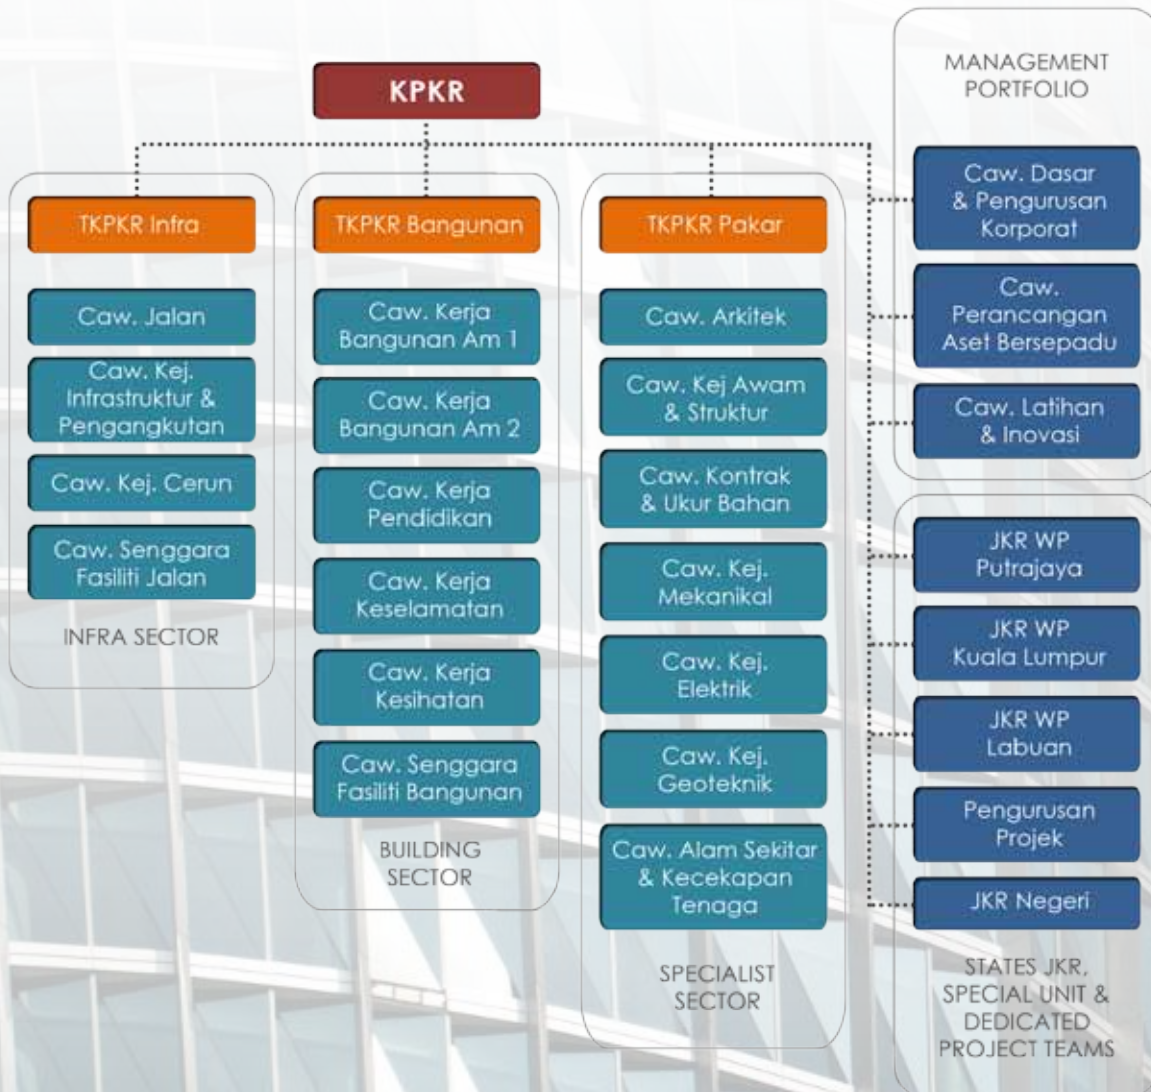 KPKR
TKPKR Infra
Caw. Jalan
Caw. Kej.
Infrastruktur &
Pengangkutan
Caw. Kej. Cerun
Caw. Senggara
Fasiliti Jalan
INFRA SECTOR
TKPKR Bangunan
Caw. Kerja
Bangunan Am 1
Caw. Kerja
Bangunan Am 2
Caw. Kerja
Pendidikan
Caw. Kerja
Keselamatan
Caw. Kerja
Kesihatan
Caw. Senggara
Fasiliti Bangunan
BUILDING
SECTOR
TKPKR Pakar
Caw. Arkitek
Caw. Kej Awam
& Struktur
Caw. Kontrak
& Ukur Bahan
Caw. Kej.
Mekanikal
Caw. Kej.
Elektrik
Caw. Kej.
Geoteknik
Caw. Alam Sekitar
& Kecekapan
Tenaga
SPECIALIST
SECTOR
MANAGEMENT
PORTFOLIO
Caw. Dasar
& Pengurusan
Korporat
Caw.
Perancangan
Aset Bersepadu
Caw. Latihan
& Inovasi
JKR WP
Putrajaya
JKR WP
Kuala Lumpur
JKR WP
Labuan
Pengurusan
Projek
JKR Negeri
STATES JKR,
SPECIAL UNIT &
DEDICATED
PROJECT TEAMS